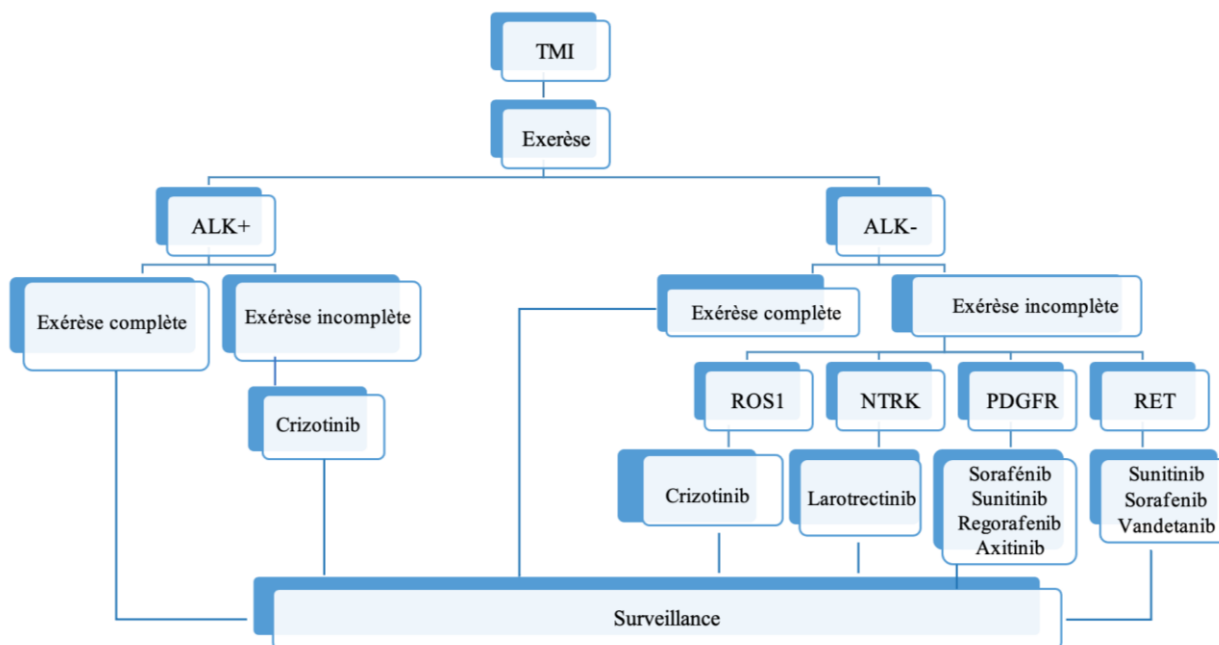 TMI
Exerèse
ALK+
ALK-
Exérèse complète
Exérèse incomplète
Exérèse complète
Exérèse incomplète
ROS1
NTRK
PDGFR
RET
Crizotinib
Crizotinib
Larotrectinib
Sorafénib
Sunitinib
Regorafenib
Axitinib
Sunitinib
Sorafenib
Vandetanib
Surveillance